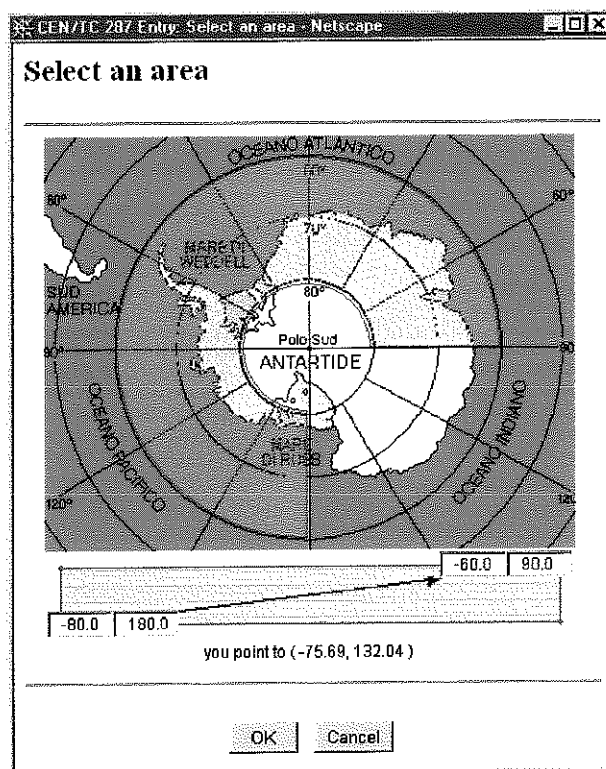 CEN/TC 287 Entry: Select an area - Netscape
Select an area
OCEANO ATLANTICO
60°
60°
60°
70°
MARE DI
WEDDELL
80°
SUD
AMERICA
Polo Sud
90°
ANTARTIDE
90
OCEANO PACIFICO
MARE
DI ROSS
OCEANO INDIANO
120°
120
-60.0 90.0
-80.0 180.0
you point to ( -75.69, 132.04 )
OK Cancel